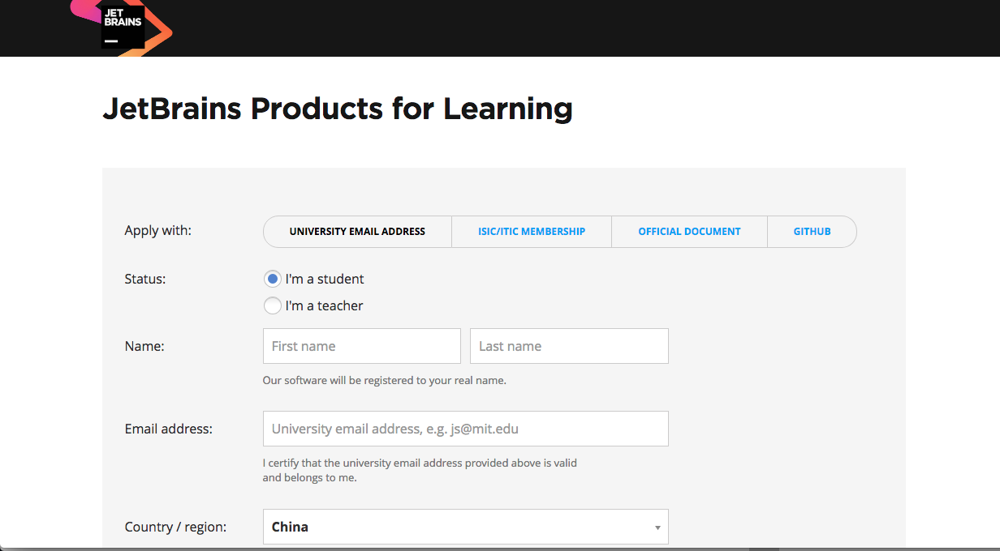 JET
BRAINS
JetBrains Products for Learning
Apply with: UNIVERSITY EMAIL ADDRESS ISIC/ITIC MEMBERSHIP OFFICIAL DOCUMENT GITHUB
Status: I'm a student
I'm a teacher
Name: First name Last name
Our software will be registered to your real name.
Email address: University email address, e.g. js@mit.edu
I certify that the university email address provided above is valid
and belongs to me.
Country / region: China